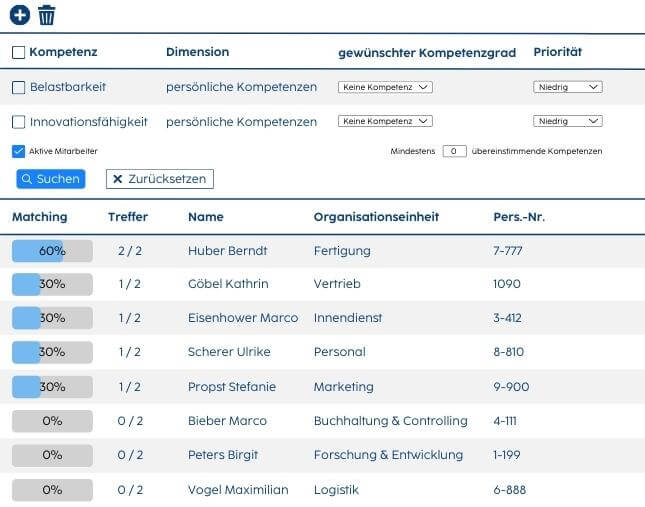 Kompetenz Dimension gewünschter Kompetenzgrad Priorität
Belastbarkeit persönliche Kompetenzen Keine Kompetenz Niedrig
Innovationsfähigkeit persönliche Kompetenzen Keine Kompetenz Niedrig
Aktive Mitarbeiter Mindestens 0 übereinstimmende Kompetenzen
Suchen Zurücksetzen
Matching Treffer Name Organisationseinheit Pers.-Nr.
60% 2 / 2 Huber Berndt Fertigung 7-777
30% 1 / 2 Göbel Kathrin Vertrieb 1090
30% 1 / 2 Eisenhower Marco Innendienst 3-412
30% 1 / 2 Scherer Ulrike Personal 8-810
30% 1 / 2 Propst Stefanie Marketing 9-900
0% 0 / 2 Bieber Marco Buchhaltung & Controlling 4-111
0% 0 / 2 Peters Birgit Forschung & Entwicklung 1-199
0% 0 / 2 Vogel Maximilian Logistik 6-888